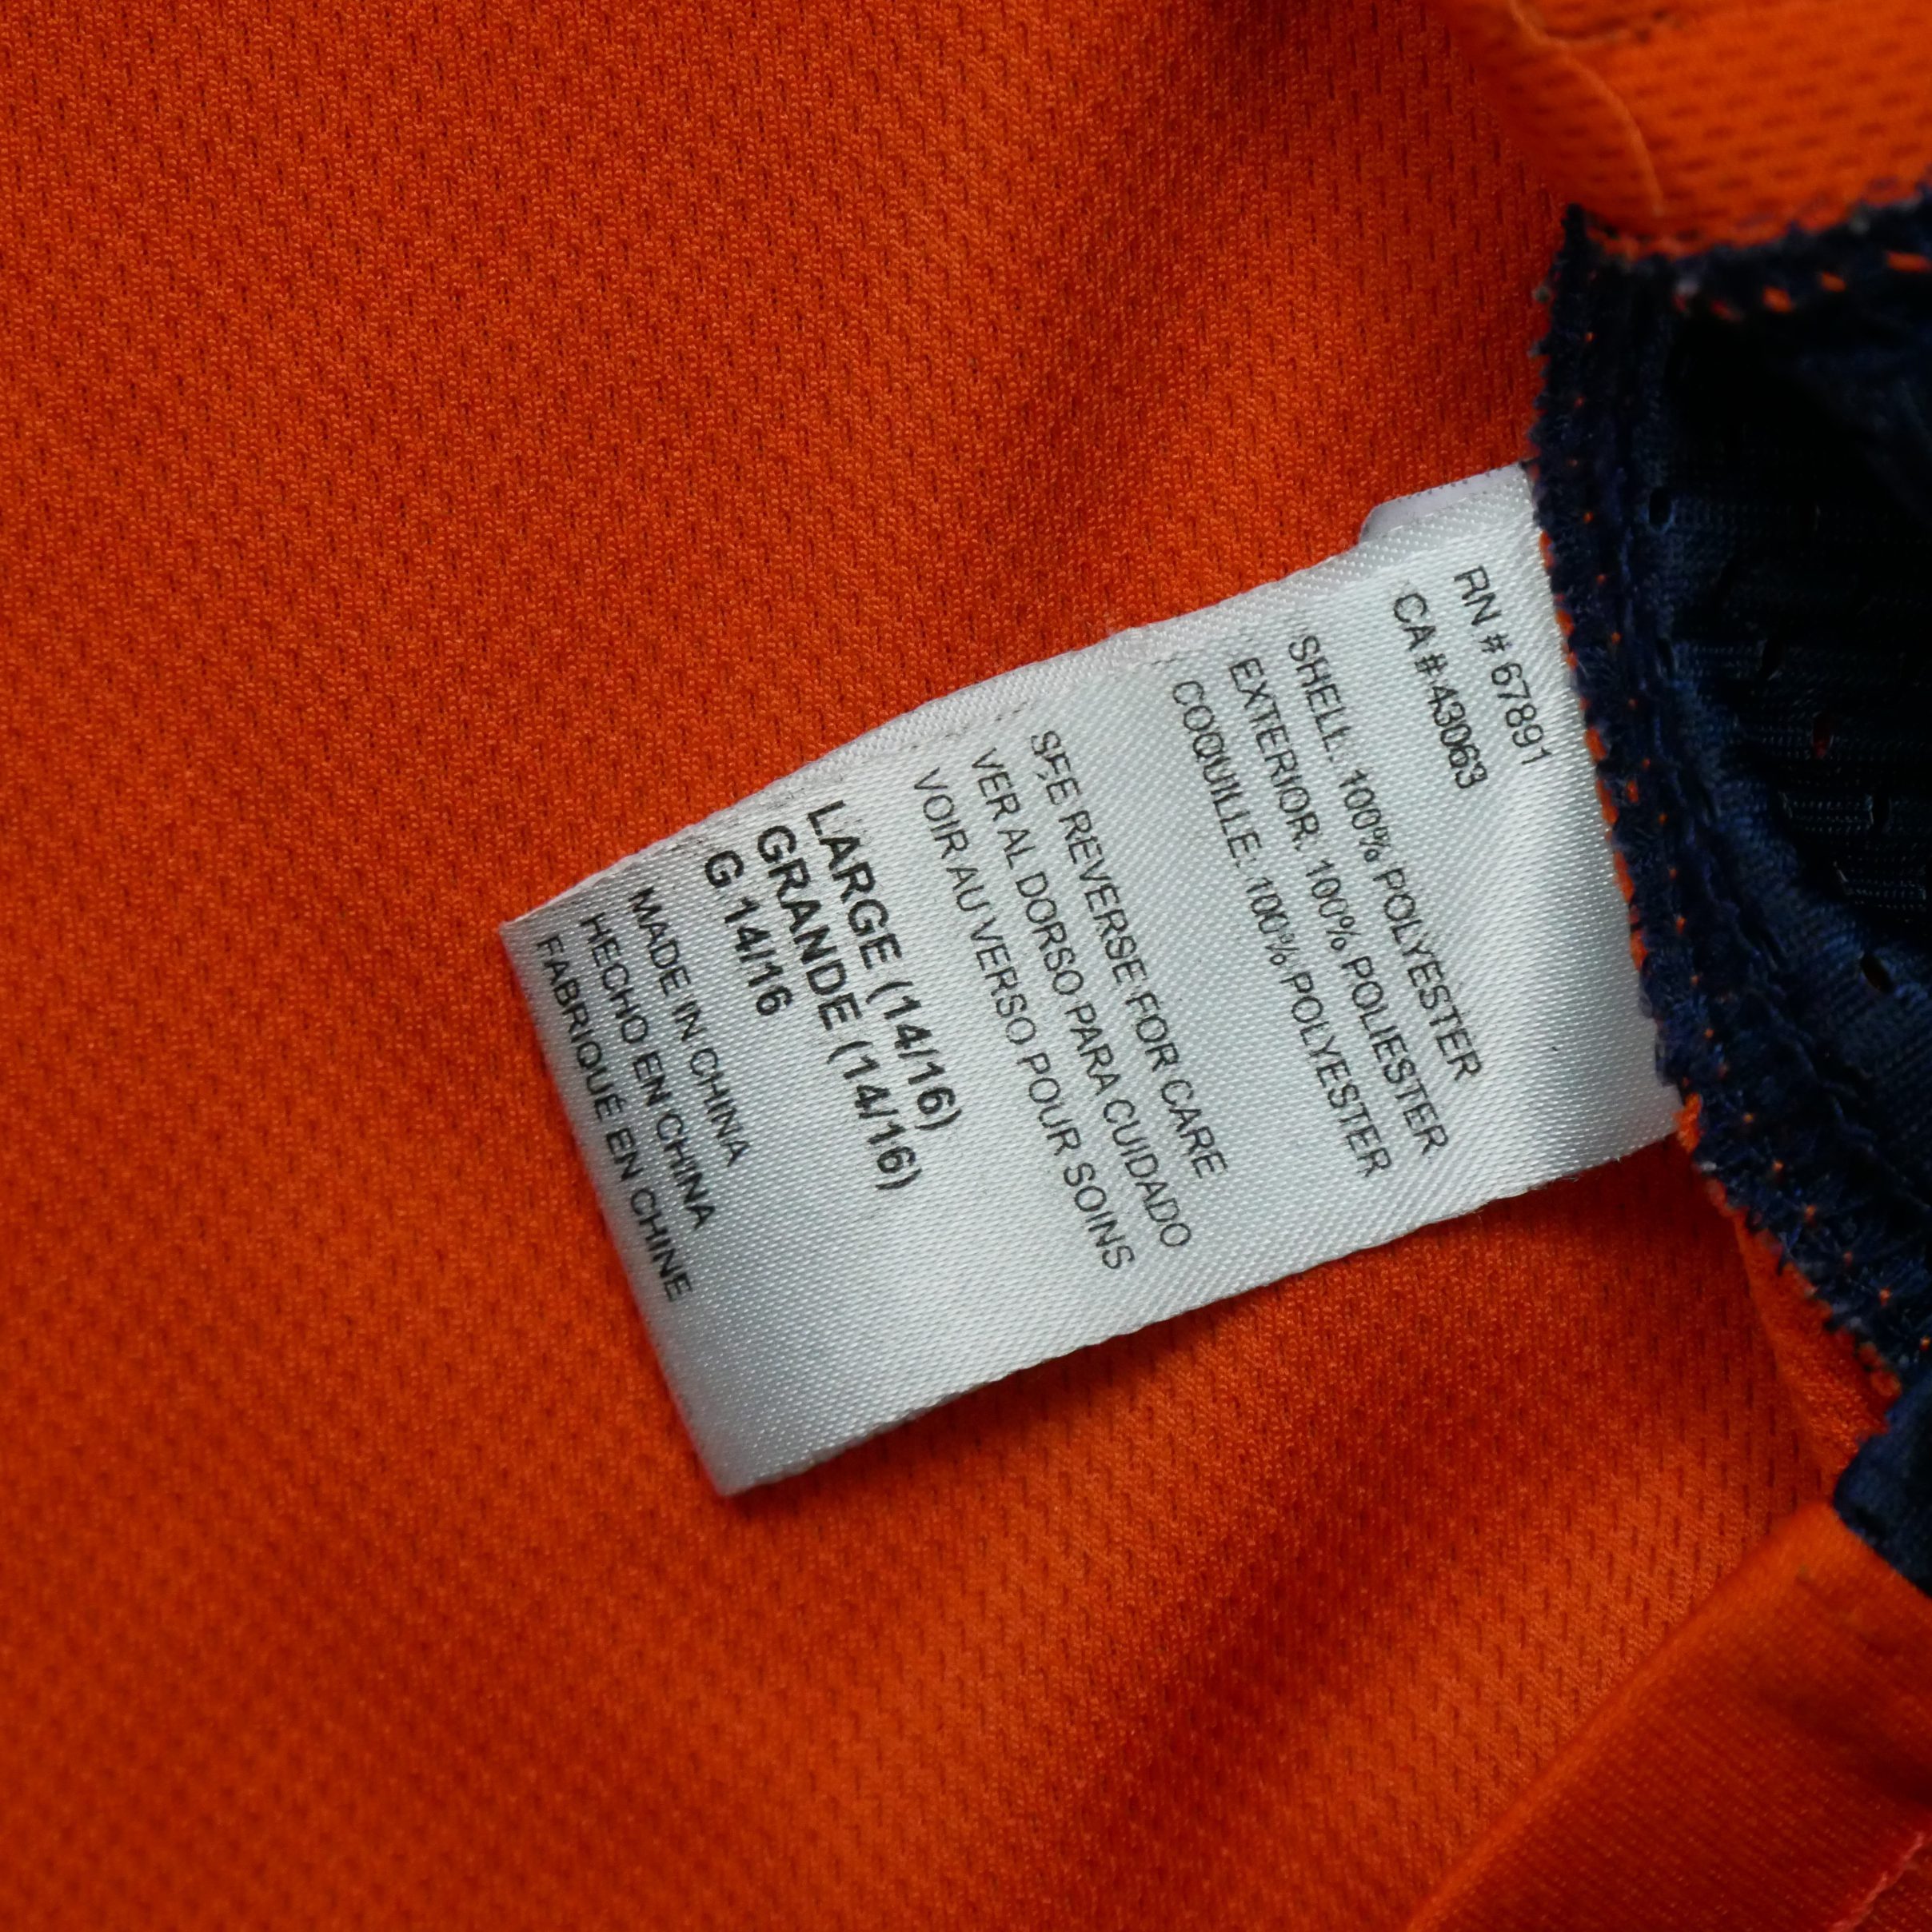 RN # 67891
CA # 43063
SHELL: 100% POLYESTER
EXTERIOR: 100% POLIESTER
COQUILLE: 100% POLYESTER
SEE REVERSE FOR CARE
VER AL DORSO PARA CUIDADO
VOIR AU VERSO POUR SOINS
LARGE (14/16)
GRANDE (14/16)
G 14/16
MADE IN CHINA
HECHO EN CHINA
FABRIQUÉ EN CHINE